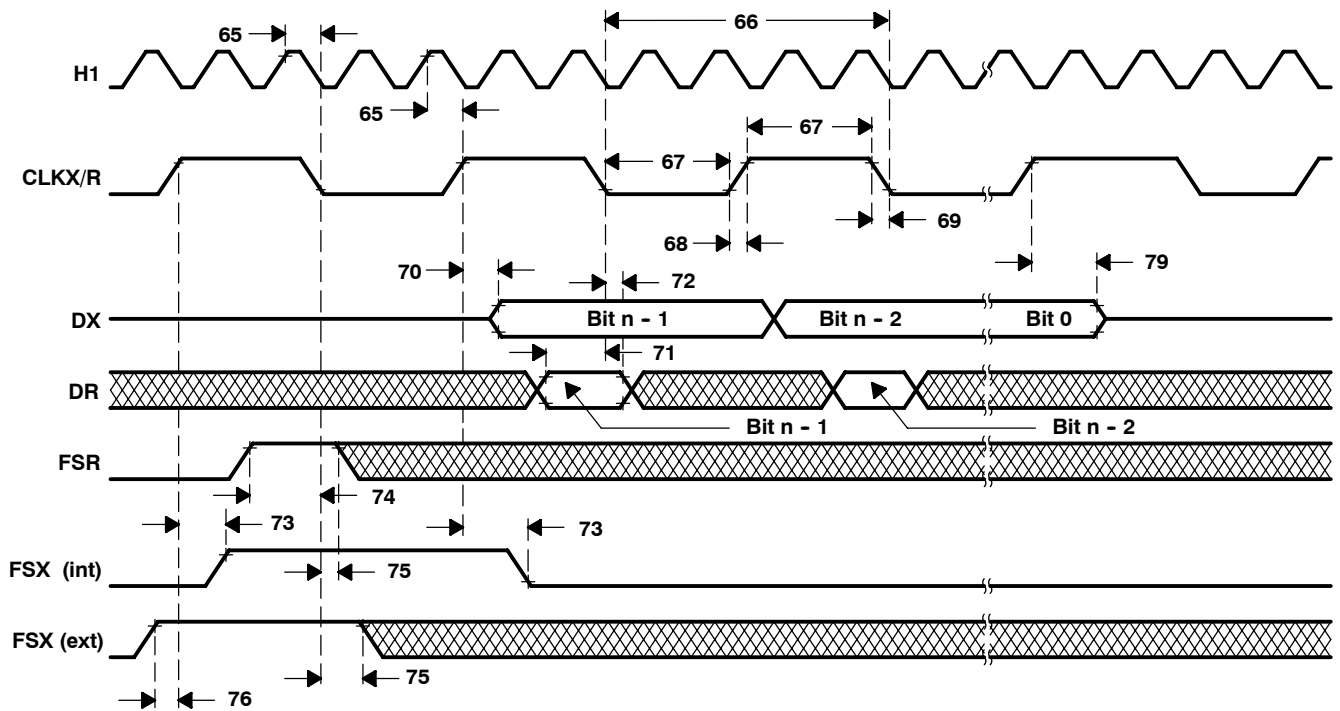 65
66
H1
65
67
67
CLKX/R
68
69
70
72
79
DX
Bit n - 1
Bit n - 2
Bit 0
71
DR
Bit n - 1
Bit n - 2
FSR
74
73
73
FSX (int)
75
FSX (ext)
75
76